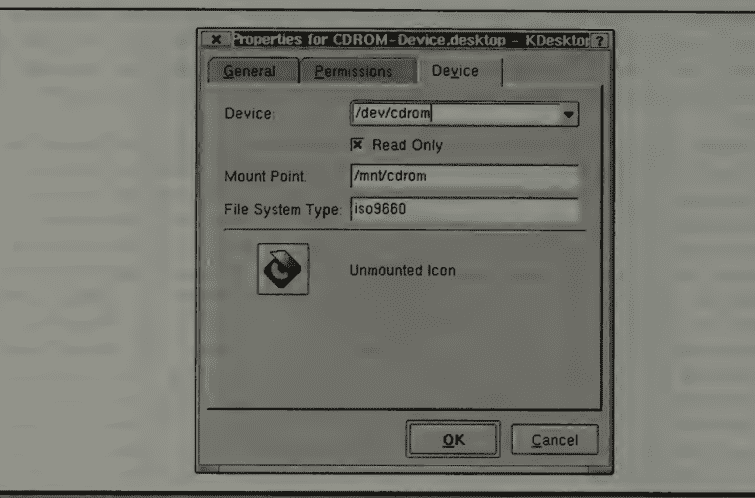 Properties for CDROM-Device.desktop - KDesktop ?
General Permissions Device
Device: /dev/cdrom
Read Only
Mount Point: /mnt/cdrom
File System Type: iso9660
Unmounted Icon
OK Cancel